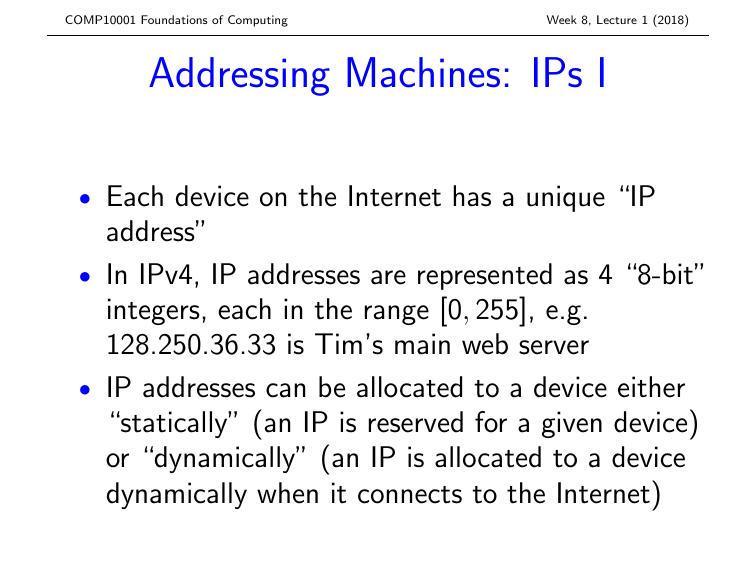 COMP10001 Foundations of Computing Week 8, Lecture 1 (2018)
Addressing Machines: IPs I
• Each device on the Internet has a unique “IP
address”
• In IPv4, IP addresses are represented as 4 “8-bit”
integers, each in the range [0, 255], e.g.
128.250.36.33 is Tim’s main web server
• IP addresses can be allocated to a device either
“statically” (an IP is reserved for a given device)
or “dynamically” (an IP is allocated to a device
dynamically when it connects to the Internet)